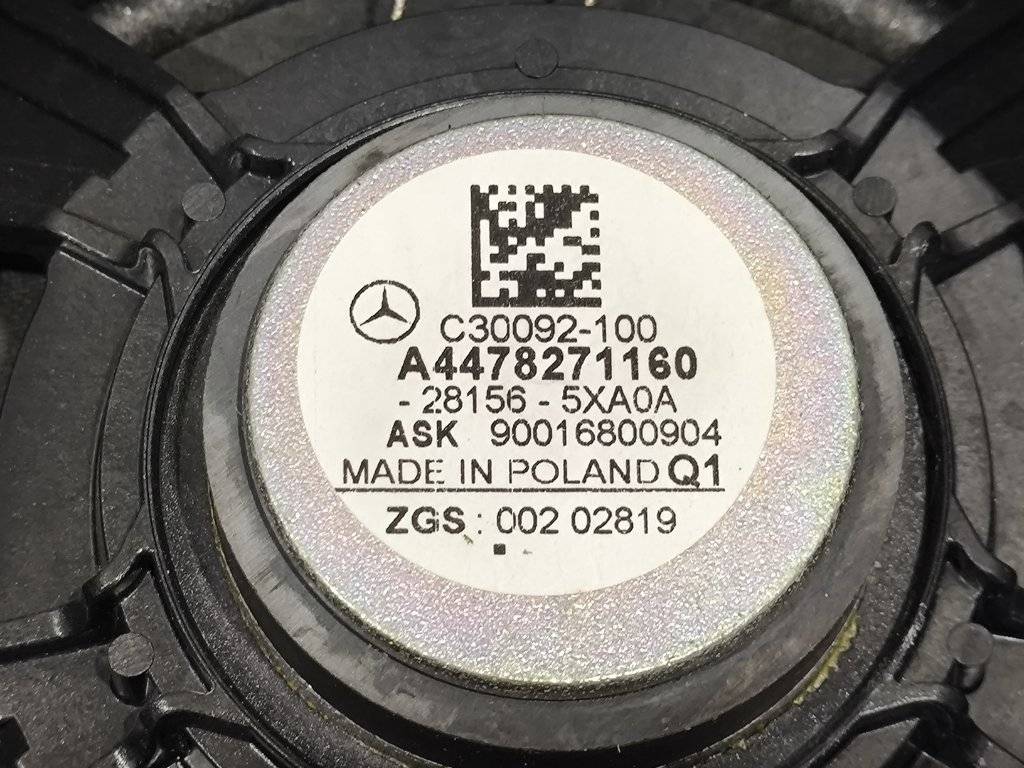 C30092-100
A4478271160
- 28156 - 5XA0A
ASK 90016800904
MADE IN POLAND Q1
ZGS : 002 02819